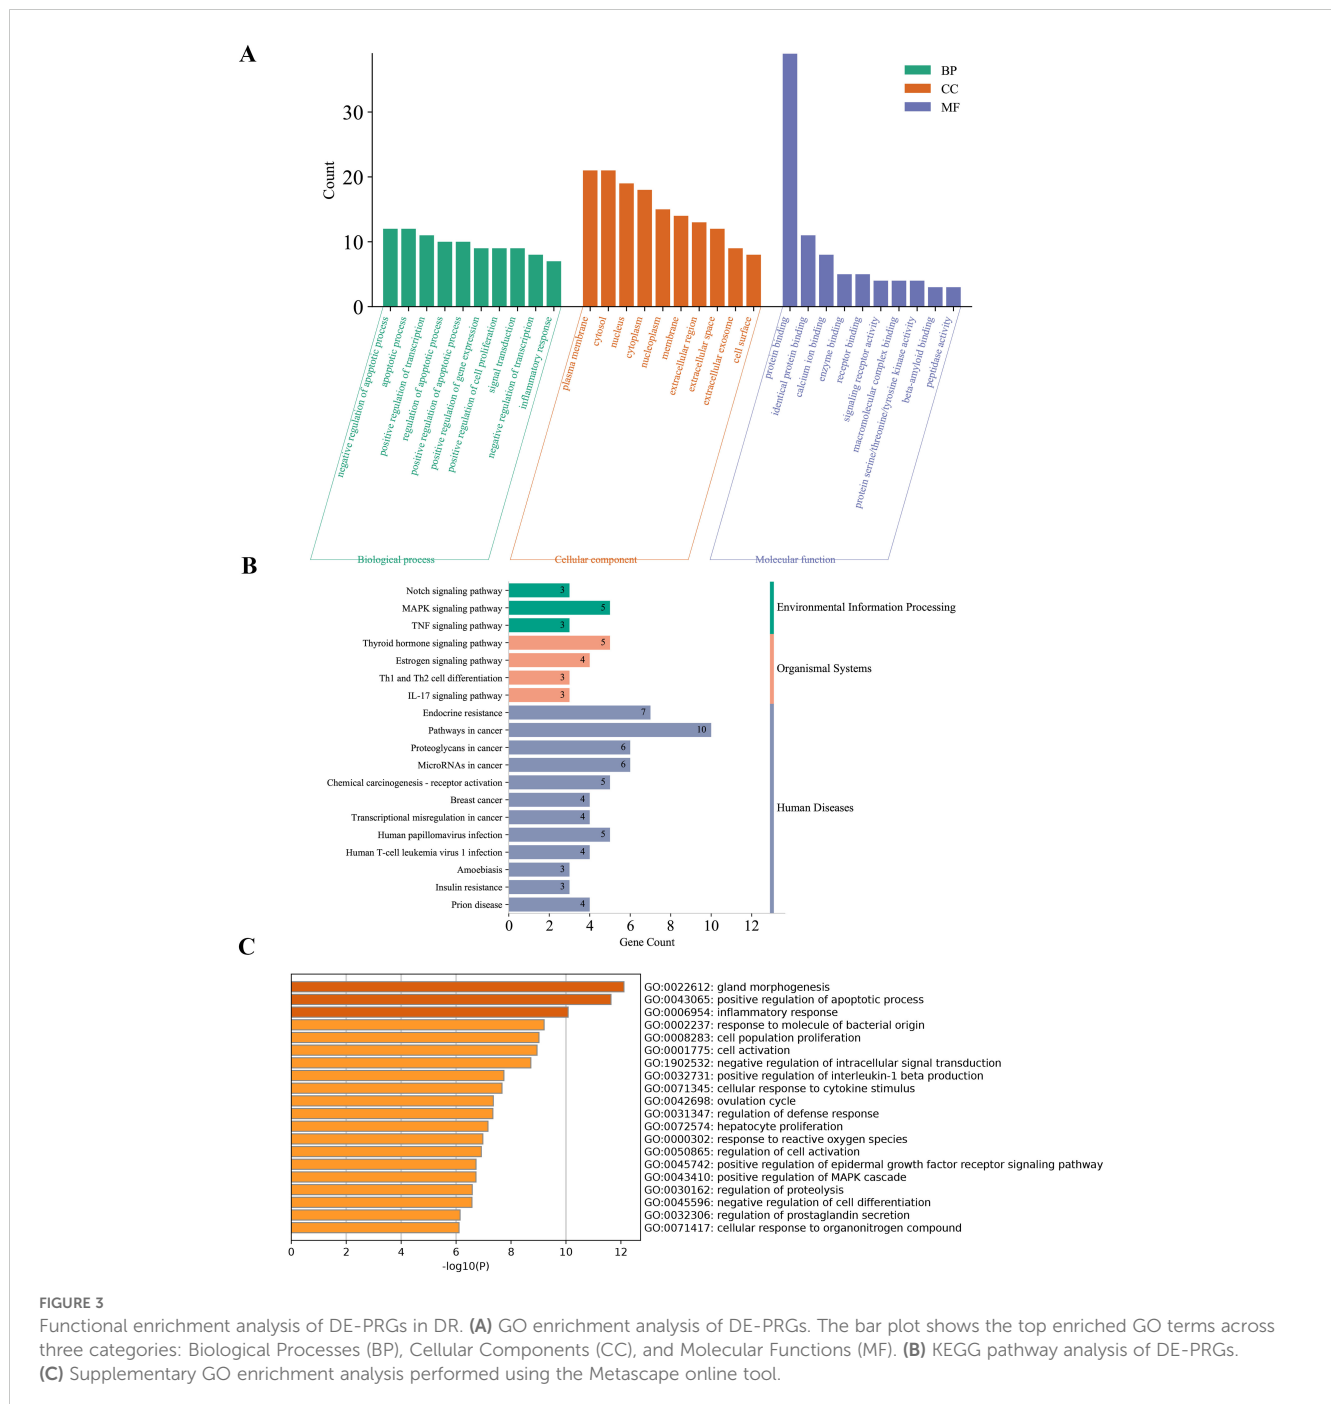 A
Count
30
20
10
0
BP
CC
MF
negative regulation of apoptotic process
apoptotic process
positive regulation of transcription
regulation of apoptotic process
positive regulation of apoptotic process
positive regulation of gene expression
positive regulation of cell proliferation
signal transduction
negative regulation of transcription
inflammatory response
plasma membrane
cytosol
nucleus
cytoplasm
nucleoplasm
membrane
extracellular region
extracellular space
extracellular exosome
cell surface
protein binding
identical protein binding
calcium ion binding
enzyme binding
receptor binding
signaling receptor activity
macromolecular complex binding
protein serine/threonine/tyrosine kinase activity
beta-amyloid binding
peptidase activity
Biological process
Cellular component
Molecular function
B
Notch signaling pathway 3
MAPK signaling pathway 5
TNF signaling pathway 3
Thyroid hormone signaling pathway 5
Estrogen signaling pathway 4
Th1 and Th2 cell differentiation 3
IL-17 signaling pathway 3
Endocrine resistance 7
Pathways in cancer 10
Proteoglycans in cancer 6
MicroRNAs in cancer 6
Chemical carcinogenesis - receptor activation 5
Breast cancer 4
Transcriptional misregulation in cancer 4
Human papillomavirus infection 5
Human T-cell leukemia virus 1 infection 4
Amoebiasis 3
Insulin resistance 3
Prion disease 4
Environmental Information Processing
Organismal Systems
Human Diseases
0 2 4 6 8 10 12
Gene Count
C
GO:0022612: gland morphogenesis
GO:0043065: positive regulation of apoptotic process
GO:0006954: inflammatory response
GO:0002237: response to molecule of bacterial origin
GO:0008283: cell population proliferation
GO:0001775: cell activation
GO:1902532: negative regulation of intracellular signal transduction
GO:0032731: positive regulation of interleukin-1 beta production
GO:0071345: cellular response to cytokine stimulus
GO:0042698: ovulation cycle
GO:0031347: regulation of defense response
GO:0072574: hepatocyte proliferation
GO:0000302: response to reactive oxygen species
GO:0050865: regulation of cell activation
GO:0045742: positive regulation of epidermal growth factor receptor signaling pathway
GO:0043410: positive regulation of MAPK cascade
GO:0030162: regulation of proteolysis
GO:0045596: negative regulation of cell differentiation
GO:0032306: regulation of prostaglandin secretion
GO:0071417: cellular response to organonitrogen compound
0 2 4 6 8 10 12
-log10(P)
FIGURE 3
Functional enrichment analysis of DE-PRGs in DR. (A) GO enrichment analysis of DE-PRGs. The bar plot shows the top enriched GO terms across
three categories: Biological Processes (BP), Cellular Components (CC), and Molecular Functions (MF). (B) KEGG pathway analysis of DE-PRGs.
(C) Supplementary GO enrichment analysis performed using the Metascape online tool.